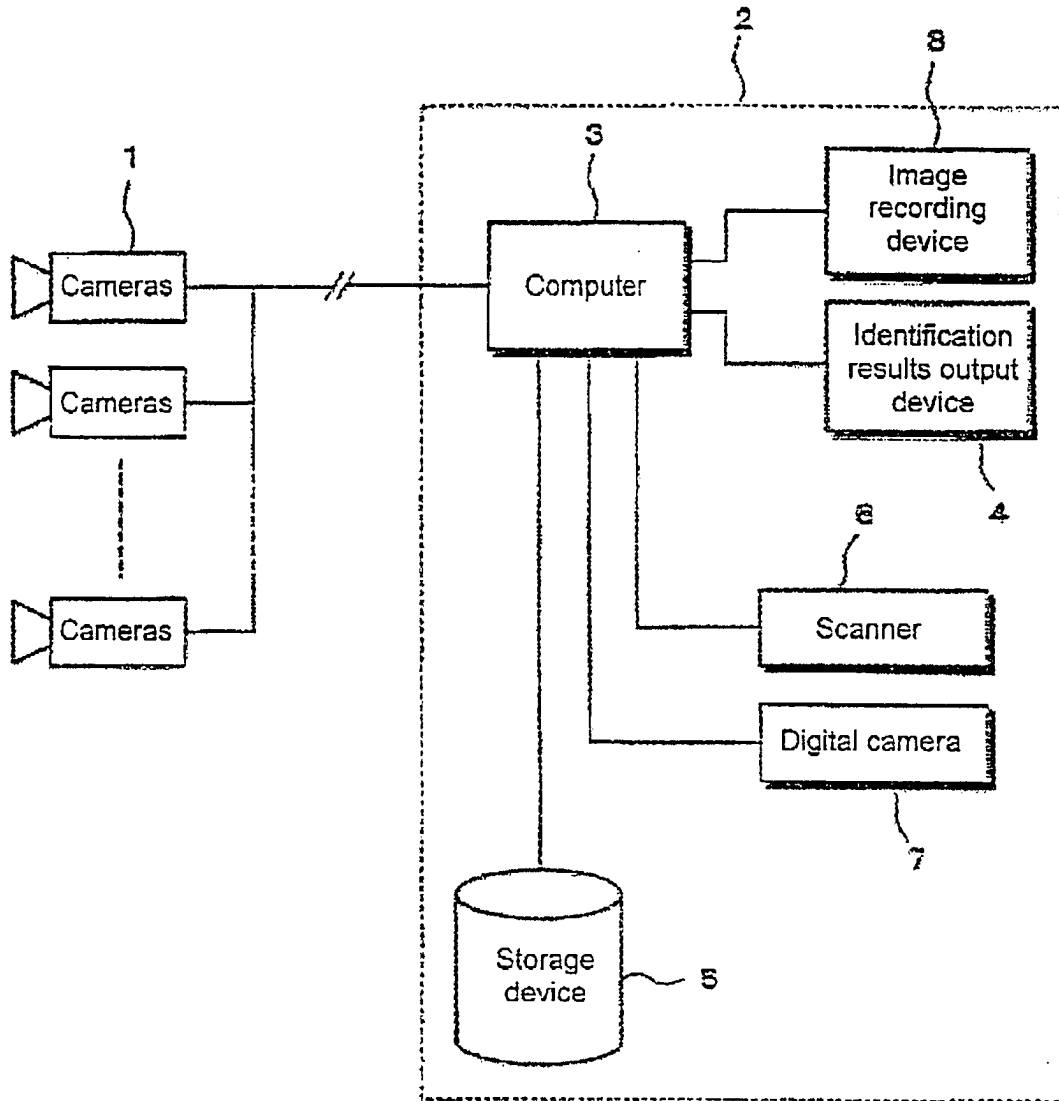 2
8
1
3
Image
recording
device
Cameras
Computer
Identification
results output
device
Cameras
4
6
Cameras
Scanner
Digital camera
7
Storage
device
5